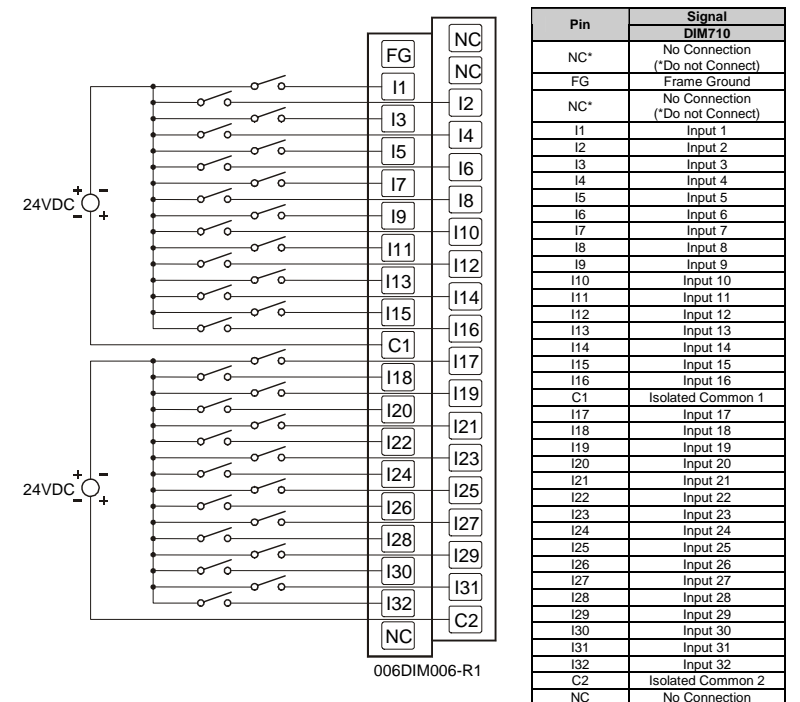 FG
I1
I3
I5
I7
I9
I11
I13
I15
C1
I18
I20
I22
I24
I26
I28
I30
I32
NC
NC
NC
I2
I4
I6
I8
I10
I12
I14
I16
I17
I19
I21
I23
I25
I27
I29
I31
C2
+ -
24VDC
- +
+ -
24VDC
- +
006DIM006-R1
Pin Signal
DIM710
NC* No Connection
(*Do not Connect)
FG Frame Ground
NC* No Connection
(*Do not Connect)
I1 Input 1
I2 Input 2
I3 Input 3
I4 Input 4
I5 Input 5
I6 Input 6
I7 Input 7
I8 Input 8
I9 Input 9
I10 Input 10
I11 Input 11
I12 Input 12
I13 Input 13
I14 Input 14
I15 Input 15
I16 Input 16
C1 Isolated Common 1
I17 Input 17
I18 Input 18
I19 Input 19
I20 Input 20
I21 Input 21
I22 Input 22
I23 Input 23
I24 Input 24
I25 Input 25
I26 Input 26
I27 Input 27
I28 Input 28
I29 Input 29
I30 Input 30
I31 Input 31
I32 Input 32
C2 Isolated Common 2
NC No Connection